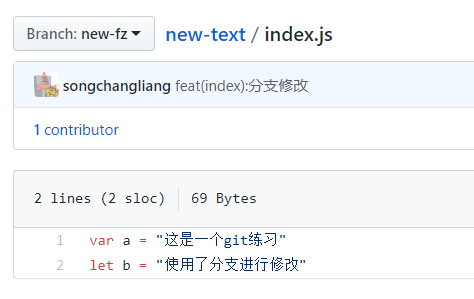 Branch: new-fz
new-text / index.js
songchangliang feat(index):分支修改
1 contributor
2 lines (2 sloc) 69 Bytes
1 var a = "这是一个git练习"
2 let b = "使用了分支进行修改"